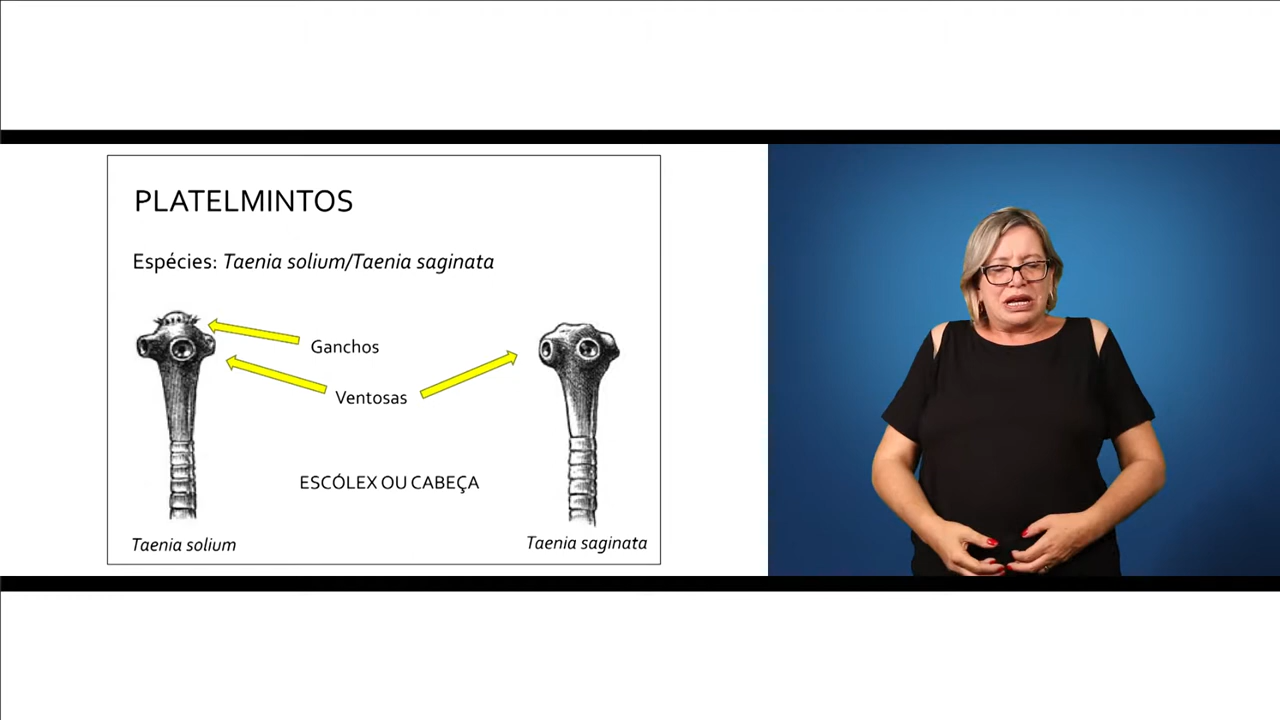 PLATELMINTOS
Espécies: Taenia solium/Taenia saginata
Ganchos
Ventosas
ESCÓLEX OU CABEÇA
Taenia solium
Taenia saginata